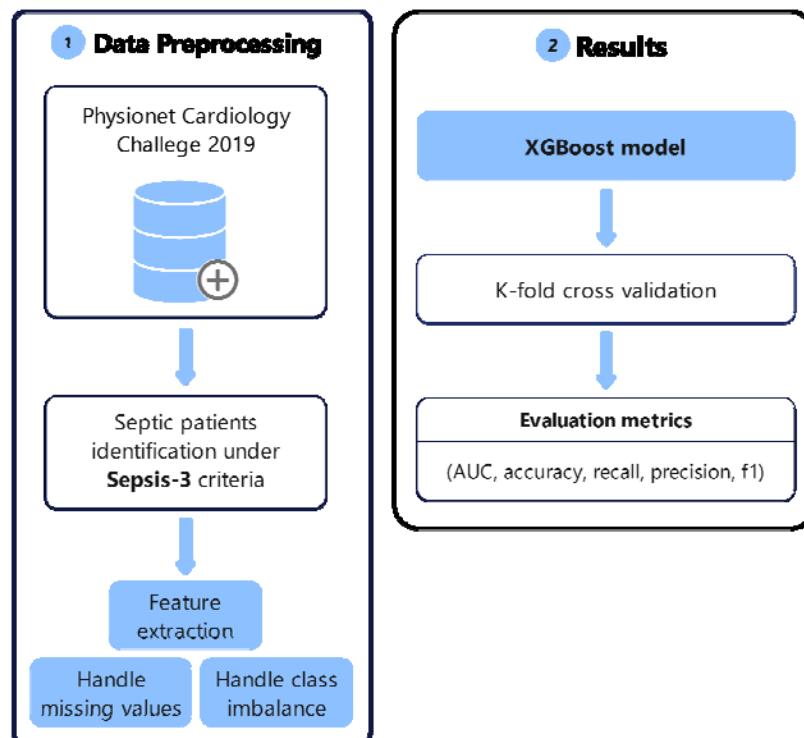 1 Data Preprocessing
Physionet Cardiology
Challege 2019
Septic patients
identification under
Sepsis-3 criteria
Feature
extraction
Handle
missing values
Handle class
imbalance
2 Results
XGBoost model
K-fold cross validation
Evaluation metrics
(AUC, accuracy, recall, precision, f1)